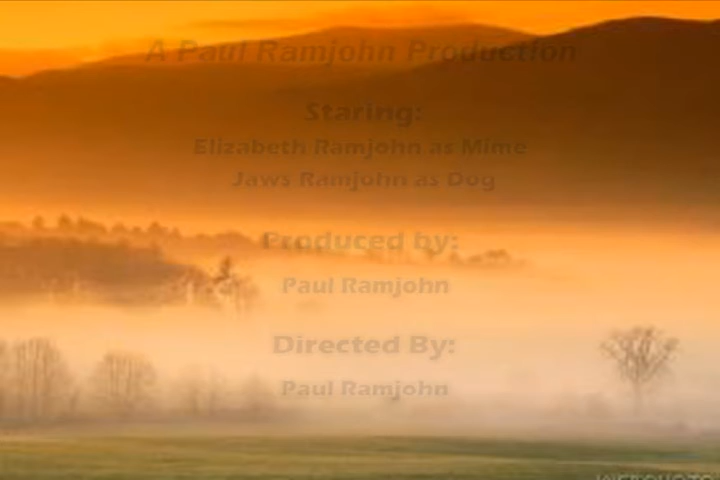 A Paul Ramjohn Production
Staring:
Elizabeth Ramjohn as Mime
Jaws Ramjohn as Dog
Produced by:
Paul Ramjohn
Directed By:
Paul Ramjohn